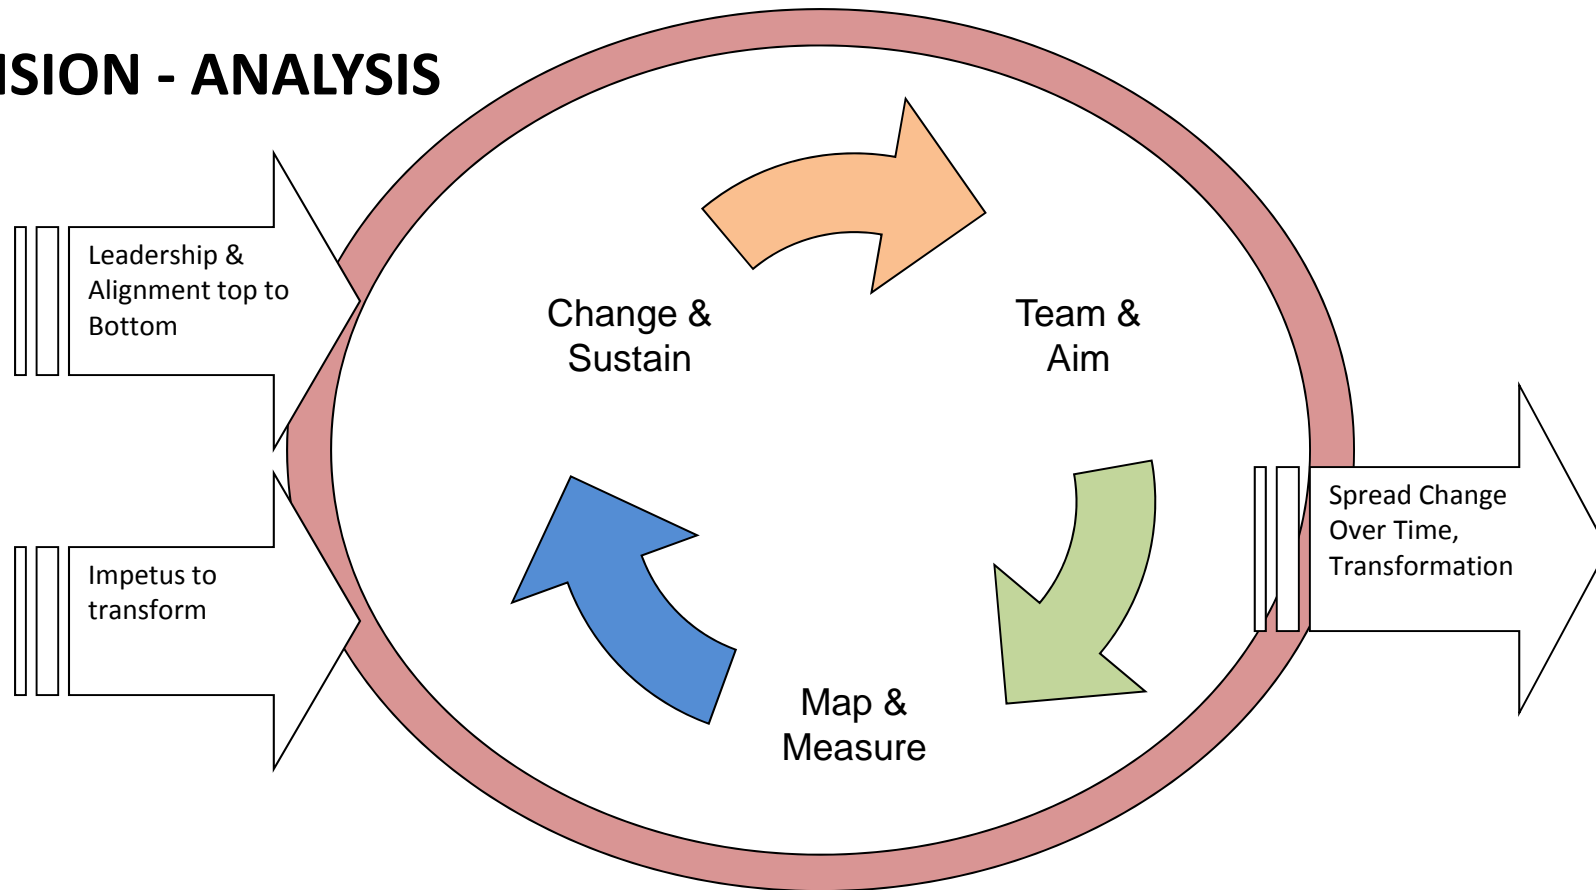 ISION - ANALYSIS
Leadership &
Alignment top to
Bottom
Change &
Sustain
Team &
Aim
Impetus to
transform
Spread Change
Over Time,
Transformation
Map &
Measure